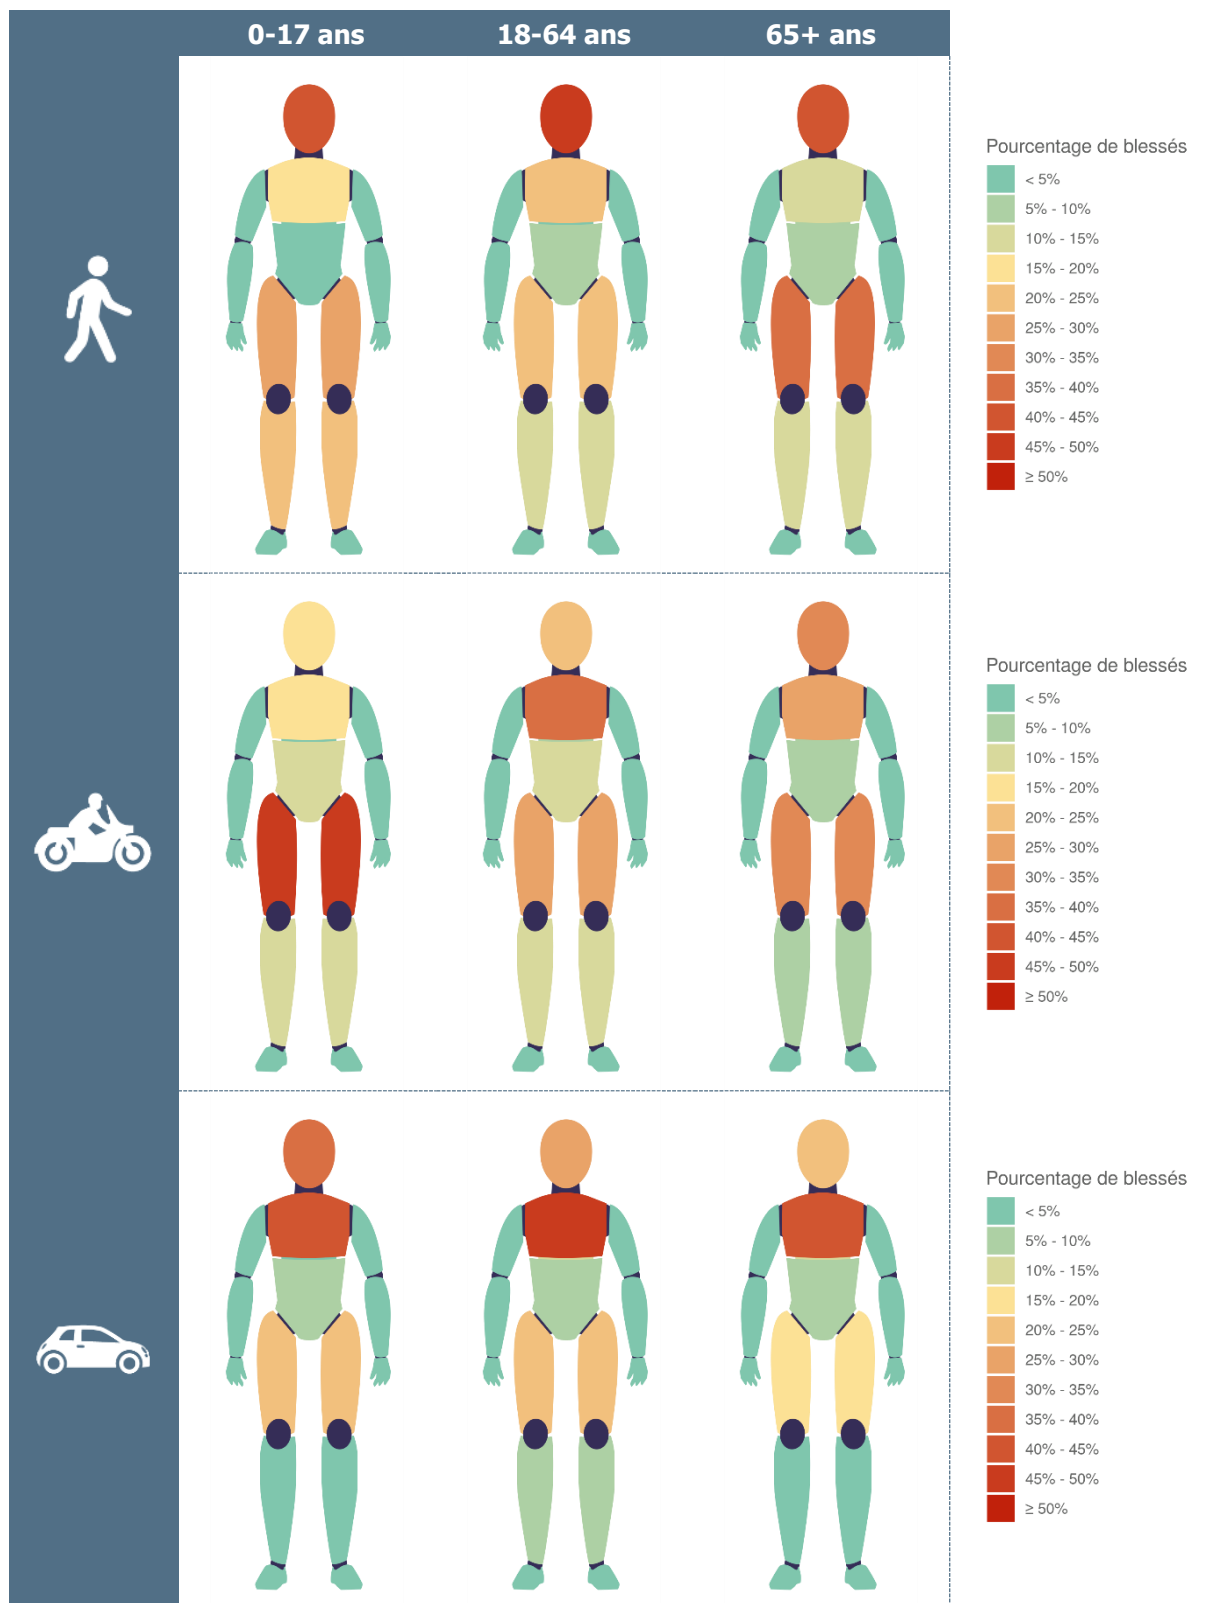 0-17 ans
18-64 ans
65+ ans
Pourcentage de blessés
< 5%
5% - 10%
10% - 15%
15% - 20%
20% - 25%
25% - 30%
30% - 35%
35% - 40%
40% - 45%
45% - 50%
≥ 50%
Pourcentage de blessés
< 5%
5% - 10%
10% - 15%
15% - 20%
20% - 25%
25% - 30%
30% - 35%
35% - 40%
40% - 45%
45% - 50%
≥ 50%
Pourcentage de blessés
< 5%
5% - 10%
10% - 15%
15% - 20%
20% - 25%
25% - 30%
30% - 35%
35% - 40%
40% - 45%
45% - 50%
≥ 50%